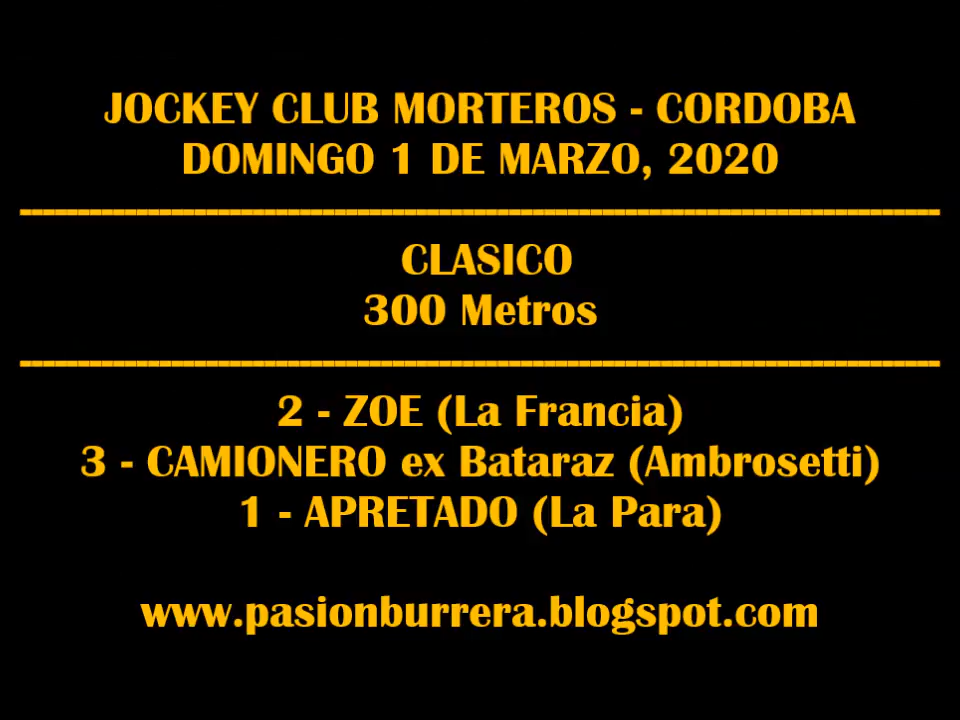 JOCKEY CLUB MORTEROS - CORDOBA
DOMINGO 1 DE MARZO, 2020
CLASICO
300 Metros
2 - ZOE (La Francia)
3 - CAMIONERO ex Bataraz (Ambrosetti)
1 - APRETADO (La Para)
www.pasionburrera.blogspot.com